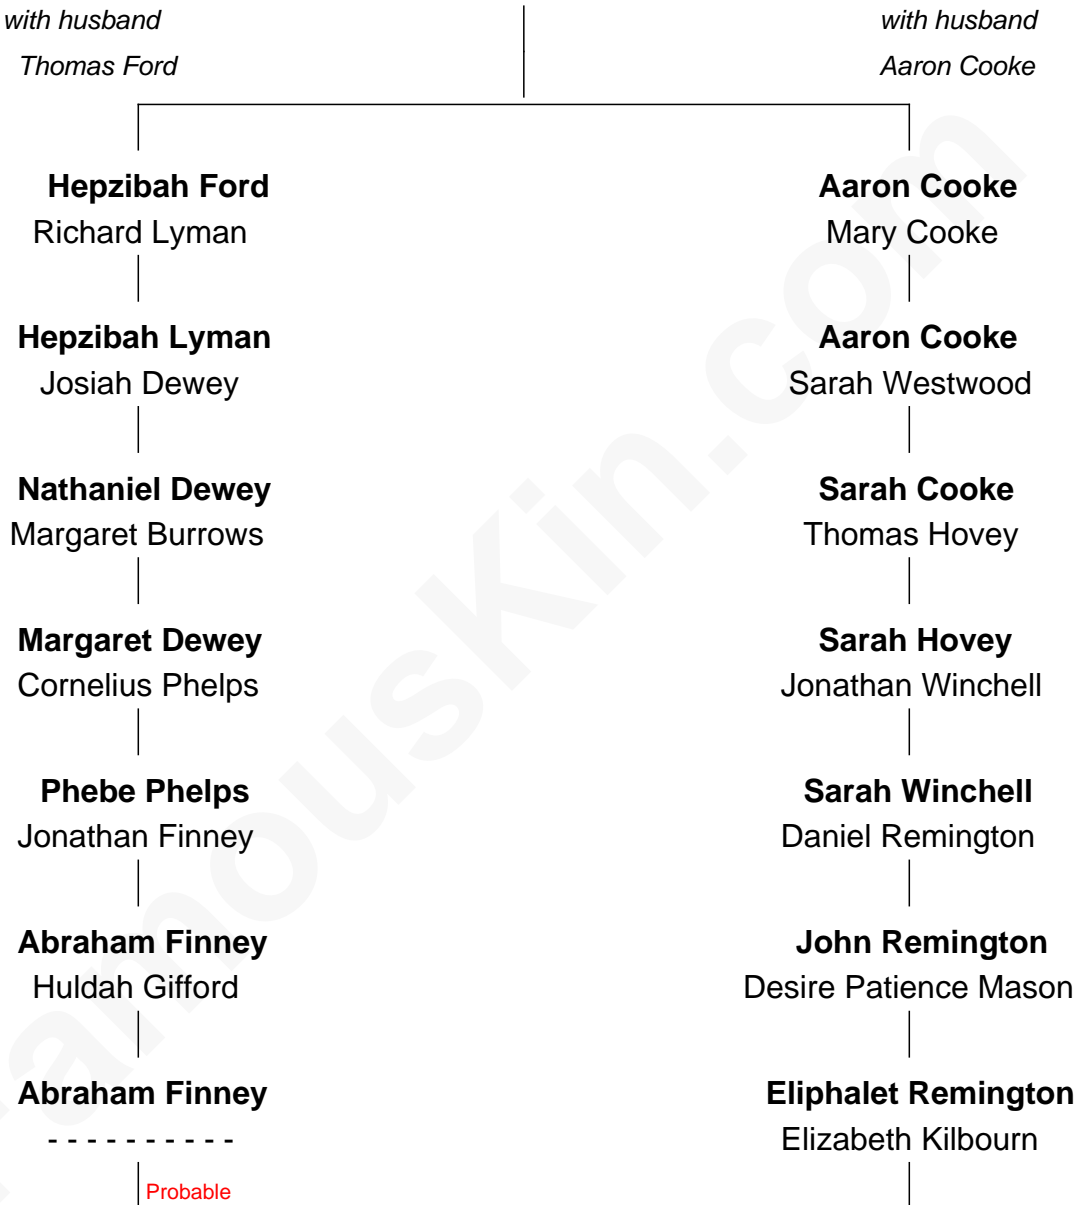 with husband
Thomas Ford
with husband
Aaron Cooke
Hepzibah Ford
Richard Lyman
Aaron Cooke
Mary Cooke
Hepzibah Lyman
Josiah Dewey
Aaron Cooke
Sarah Westwood
Nathaniel Dewey
Margaret Burrows
Sarah Cooke
Thomas Hovey
Margaret Dewey
Cornelius Phelps
Sarah Hovey
Jonathan Winchell
Phebe Phelps
Jonathan Finney
Sarah Winchell
Daniel Remington
Abraham Finney
Huldah Gifford
John Remington
Desire Patience Mason
Abraham Finney
- - - - - - - - - -
Probable
Eliphalet Remington
Elizabeth Kilbourn
FamousKin.com